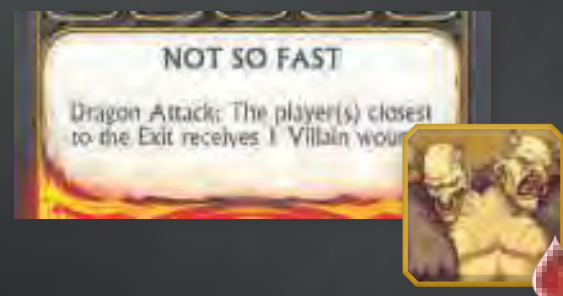 NOT SO FAST
Dragon Attack: The player(s) closest
to the Exit receives 1 Villain